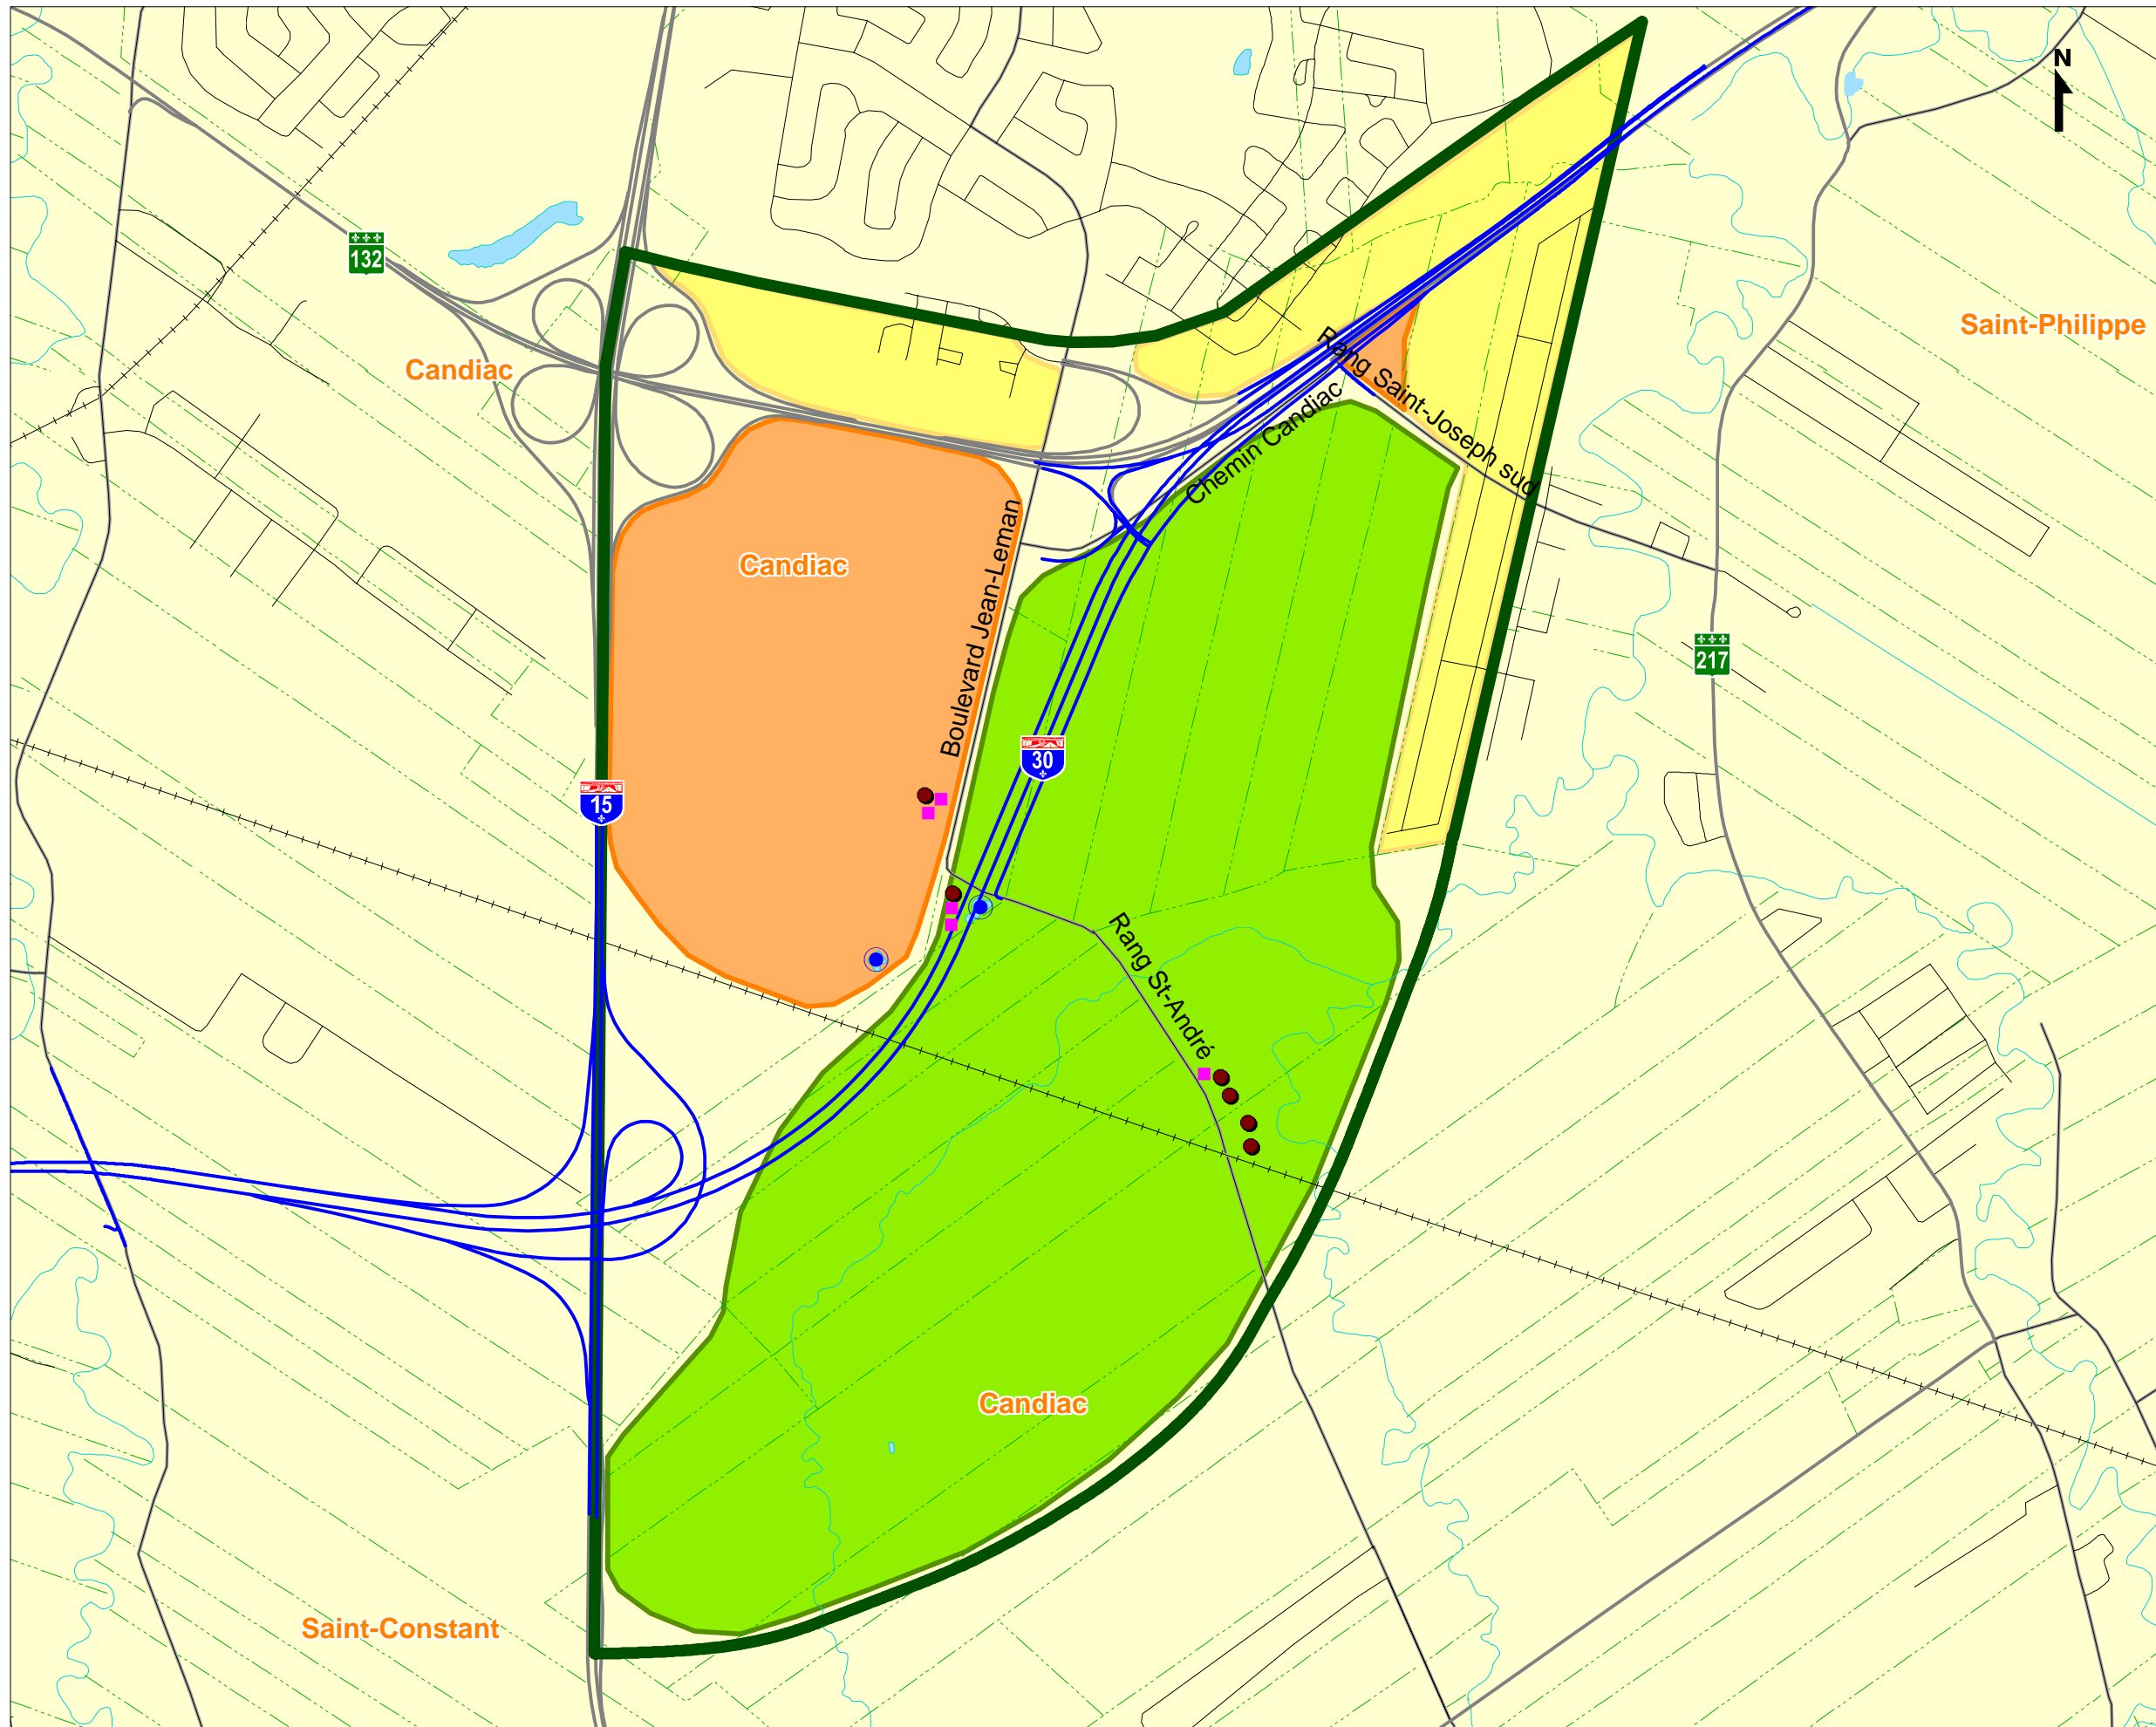 N
132
Saint-Philippe
Candiac
Rang Saint-Joseph sud
Chemin Candiac
Candiac
Boulevard Jean-Leman
217
30
15
Rang St-André
Candiac
Saint-Constant